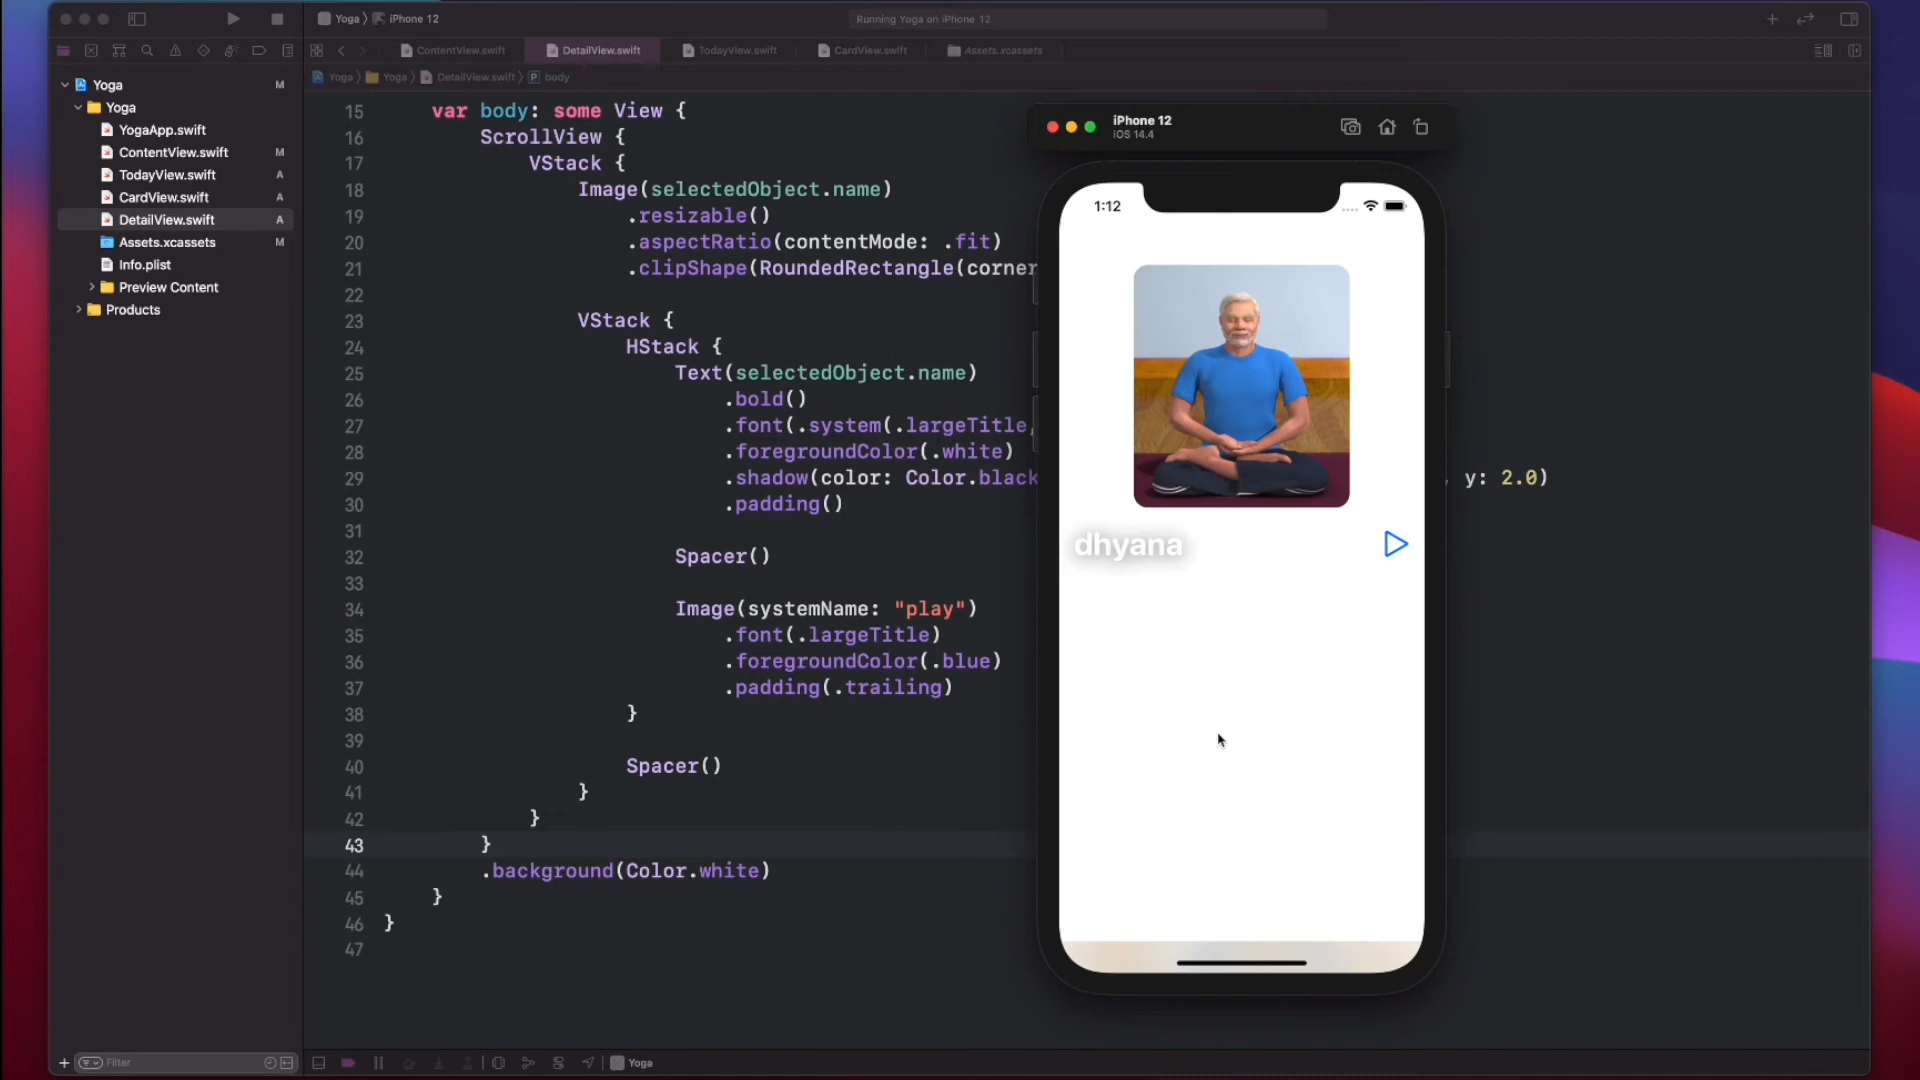 Yoga
iPhone 12
Running Yoga on iPhone 12
ContentView.swift
DetailView.swift
TodayView.swift
CardView.swift
Assets.xcassets
Yoga
Yoga
DetailView.swift
P
body
Yoga
M
Yoga
YogaApp.swift
ContentView.swift
M
TodayView.swift
A
CardView.swift
A
DetailView.swift
A
Assets.xcassets
M
Info.plist
Preview Content
Products
15 var body: some View {
16 ScrollView {
17 VStack {
18 Image(selectedObject.name)
19 .resizable()
20 .aspectRatio(contentMode: .fit)
21 .clipShape(RoundedRectangle(corner
22
23 VStack {
24 HStack {
25 Text(selectedObject.name)
26 .bold()
27 .font(.system(.largeTitle,
28 .foregroundColor(.white)
29 .shadow(color: Color.black , y: 2.0)
30 .padding()
31
32 Spacer()
33
34 Image(systemName: "play")
35 .font(.largeTitle)
36 .foregroundColor(.blue)
37 .padding(.trailing)
38 }
39
40 Spacer()
41 }
42 }
43 }
44 .background(Color.white)
45 }
46 }
47
iPhone 12
iOS 14.4
1:12
dhyana
Filter
Yoga